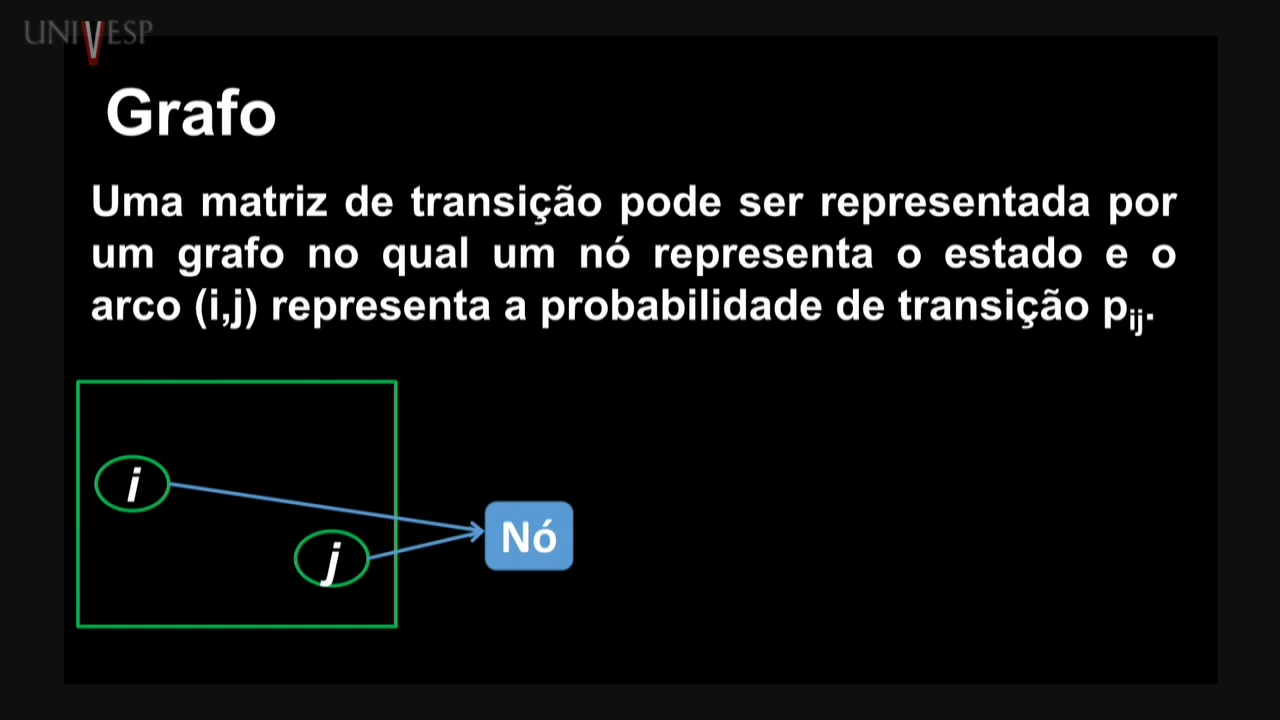 UNIVESP
Grafo
Uma matriz de transição pode ser representada por
um grafo no qual um nó representa o estado e o
arco (i,j) representa a probabilidade de transição pij.
i
j
Nó